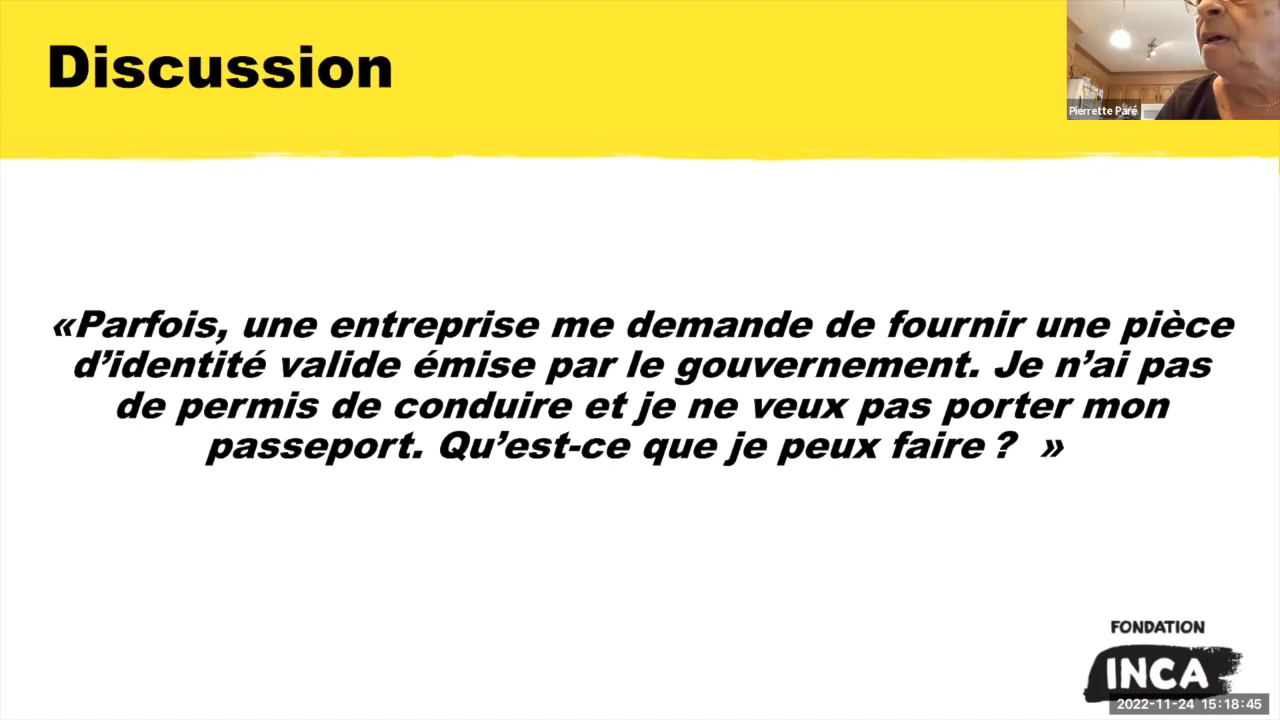 Discussion
Pierrette Paré
«Parfois, une entreprise me demande de fournir une pièce
d’identité valide émise par le gouvernement. Je n’ai pas
de permis de conduire et je ne veux pas porter mon
passeport. Qu’est-ce que je peux faire ?  »
FONDATION
INCA
2022-11-24 15:18:45